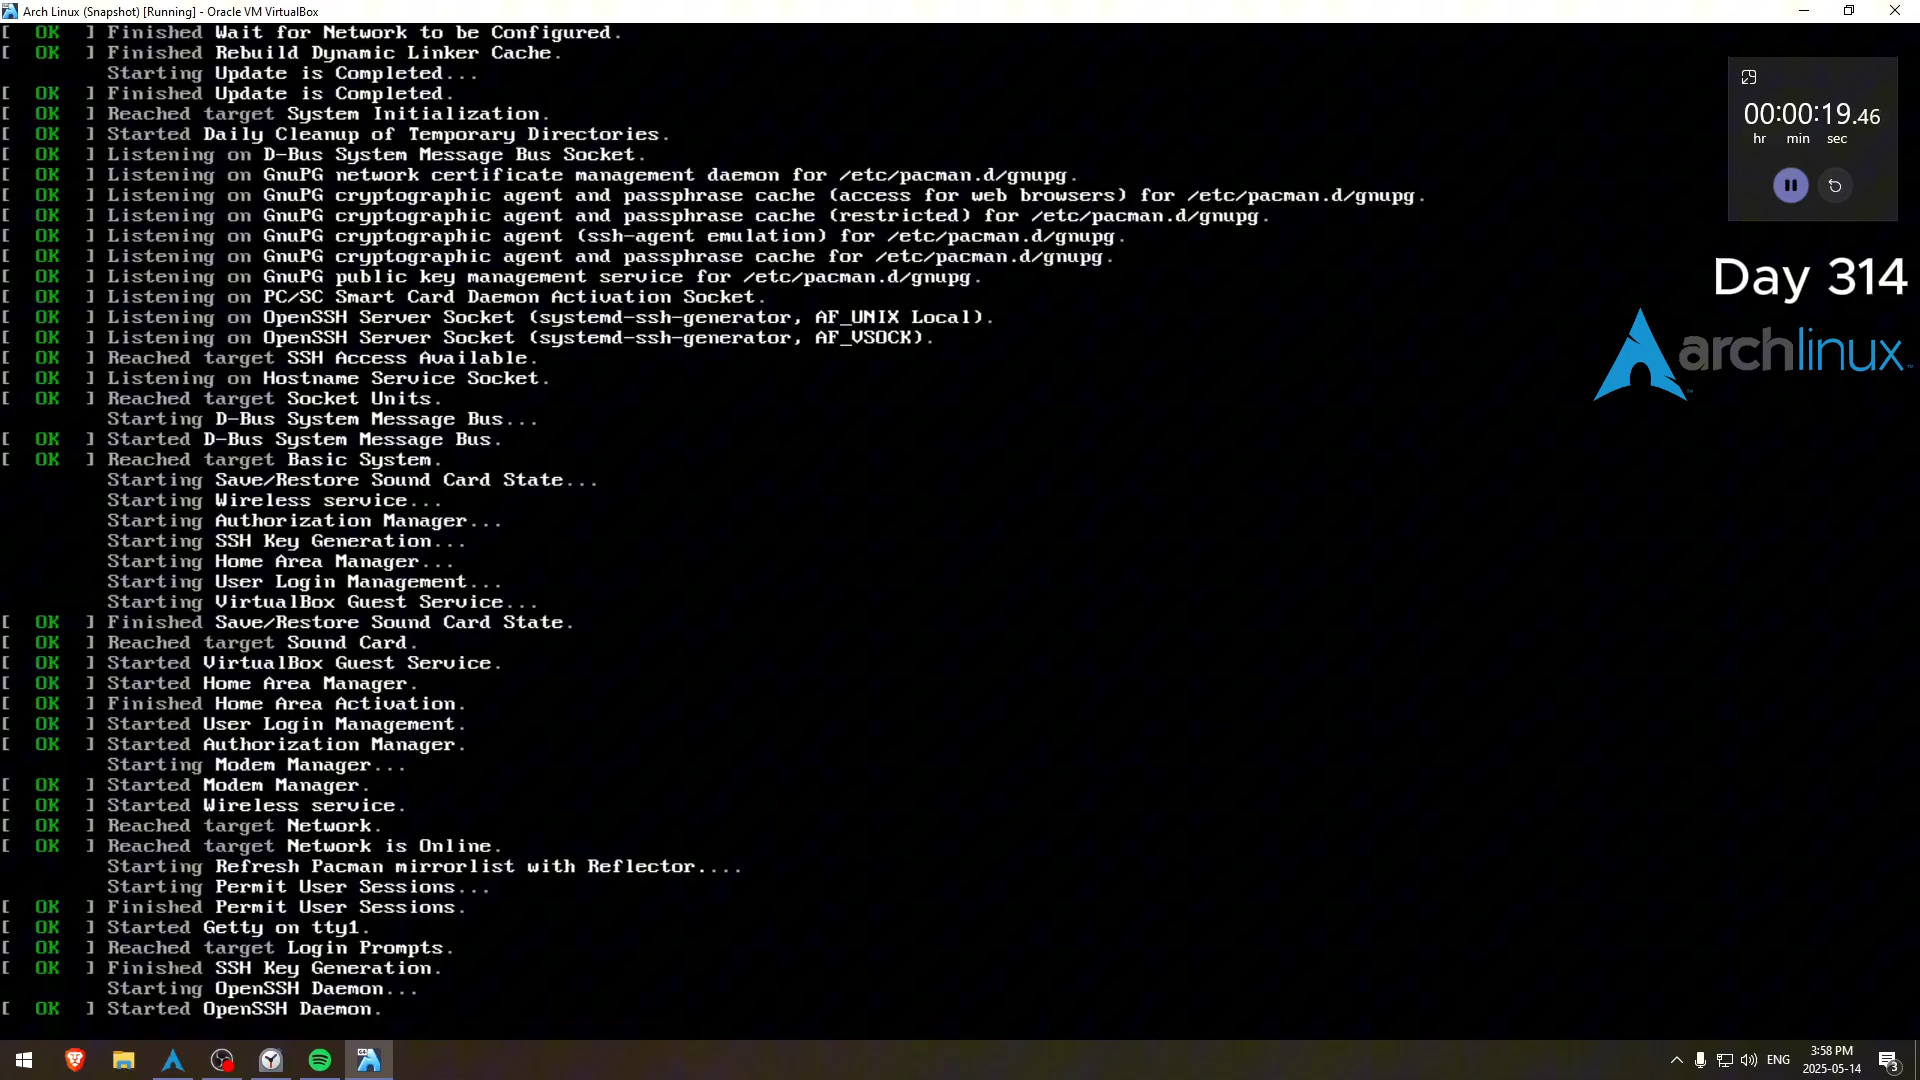 Arch Linux (Snapshot) [Running] - Oracle VM VirtualBox
[  OK  ] Finished Wait for Network to be Configured.
[  OK  ] Finished Rebuild Dynamic Linker Cache.
Starting Update is Completed...
[  OK  ] Finished Update is Completed.
[  OK  ] Reached target System Initialization.
[  OK  ] Started Daily Cleanup of Temporary Directories.
[  OK  ] Listening on D-Bus System Message Bus Socket.
[  OK  ] Listening on GnuPG network certificate management daemon for /etc/pacman.d/gnupg.
[  OK  ] Listening on GnuPG cryptographic agent and passphrase cache (access for web browsers) for /etc/pacman.d/gnupg.
[  OK  ] Listening on GnuPG cryptographic agent and passphrase cache (restricted) for /etc/pacman.d/gnupg.
[  OK  ] Listening on GnuPG cryptographic agent (ssh-agent emulation) for /etc/pacman.d/gnupg.
[  OK  ] Listening on GnuPG cryptographic agent and passphrase cache for /etc/pacman.d/gnupg.
[  OK  ] Listening on GnuPG public key management service for /etc/pacman.d/gnupg.
[  OK  ] Listening on PC/SC Smart Card Daemon Activation Socket.
[  OK  ] Listening on OpenSSH Server Socket (systemd-ssh-generator, AF_UNIX Local).
[  OK  ] Listening on OpenSSH Server Socket (systemd-ssh-generator, AF_VSOCK).
[  OK  ] Reached target SSH Access Available.
[  OK  ] Listening on Hostname Service Socket.
[  OK  ] Reached target Socket Units.
Starting D-Bus System Message Bus...
[  OK  ] Started D-Bus System Message Bus.
[  OK  ] Reached target Basic System.
Starting Save/Restore Sound Card State...
Starting Wireless service...
Starting Authorization Manager...
Starting SSH Key Generation...
Starting Home Area Manager...
Starting User Login Management...
Starting VirtualBox Guest Service...
[  OK  ] Finished Save/Restore Sound Card State.
[  OK  ] Reached target Sound Card.
[  OK  ] Started VirtualBox Guest Service.
[  OK  ] Started Home Area Manager.
[  OK  ] Finished Home Area Activation.
[  OK  ] Started User Login Management.
[  OK  ] Started Authorization Manager.
Starting Modem Manager...
[  OK  ] Started Modem Manager.
[  OK  ] Started Wireless service.
[  OK  ] Reached target Network.
[  OK  ] Reached target Network is Online.
Starting Refresh Pacman mirrorlist with Reflector....
Starting Permit User Sessions...
[  OK  ] Finished Permit User Sessions.
[  OK  ] Started Getty on tty1.
[  OK  ] Reached target Login Prompts.
[  OK  ] Finished SSH Key Generation.
Starting OpenSSH Daemon...
[  OK  ] Started OpenSSH Daemon.
00:00:19.46
hr min sec
Day 314
archlinux™
64
ENG
3:58 PM
2025-05-14
3